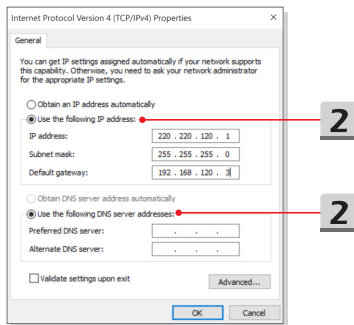 Internet Protocol Version 4 (TCP/IPv4) Properties
General
You can get IP settings assigned automatically if your network supports
this capability. Otherwise, you need to ask your network administrator
for the appropriate IP settings.
Obtain an IP address automatically
Use the following IP address:
2
IP address: 220 . 220 . 120 . 1
Subnet mask: 255 . 255 . 255 . 0
Default gateway: 192 . 168 . 120 . 3
Obtain DNS server address automatically
Use the following DNS server addresses:
2
Preferred DNS server: . . .
Alternate DNS server: . . .
Validate settings upon exit
Advanced...
OK Cancel